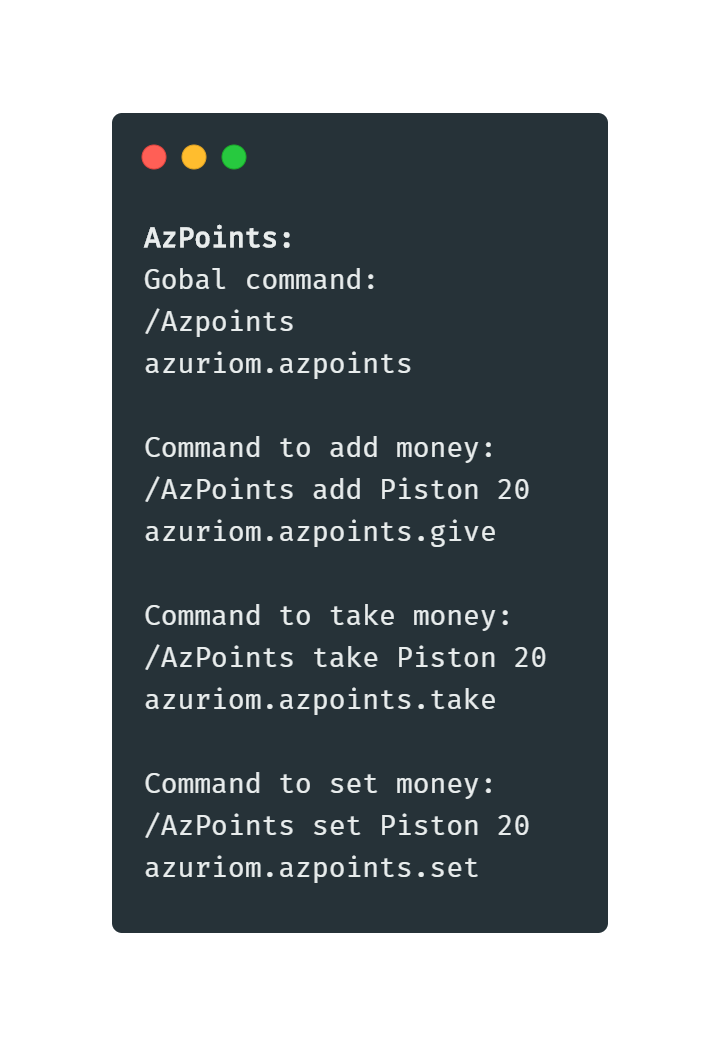 AzPoints:
Gobal command:
/Azpoints
azuriom.azpoints
Command to add money:
/AzPoints add Piston 20
azuriom.azpoints.give
Command to take money:
/AzPoints take Piston 20
azuriom.azpoints.take
Command to set money:
/AzPoints set Piston 20
azuriom.azpoints.set